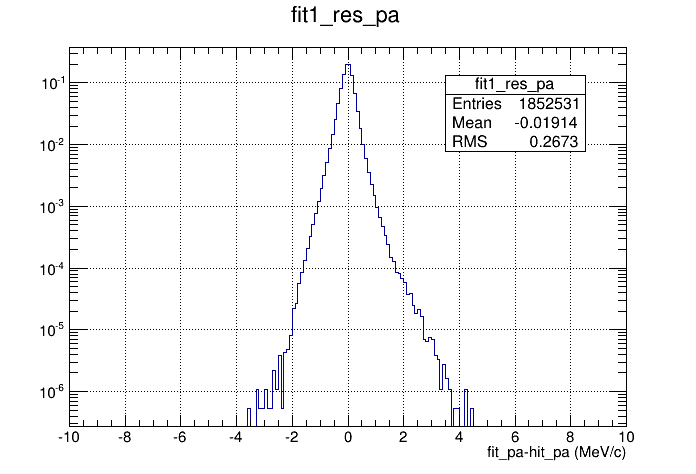 fit1_res_pa
fit1_res_pa
Entries 1852531
Mean -0.01914
RMS 0.2673
10^-1
10^-2
10^-3
10^-4
10^-5
10^-6
-10 -8 -6 -4 -2 0 2 4 6 8 10
fit_pa-hit_pa (MeV/c)